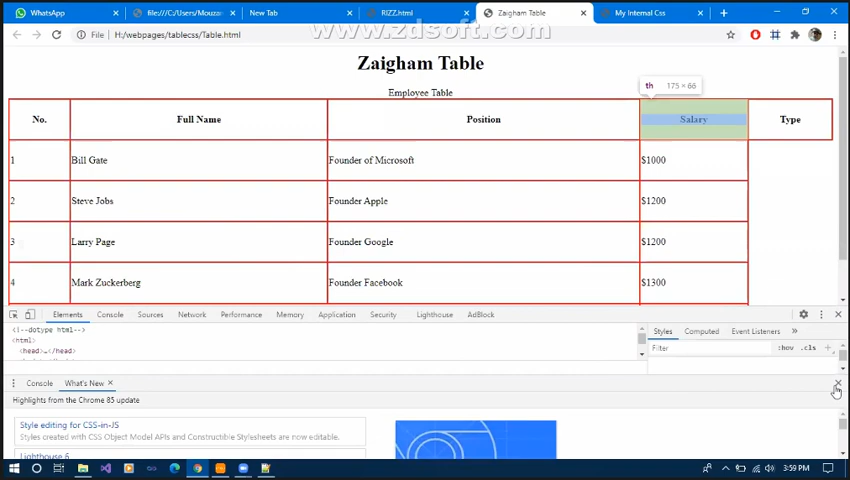 WhatsApp
file:///C:/Users/Mouza
New Tab
RIZZ.html
Zaigham Table
My Internal Css
File
H:/webpages/tablecss/Table.html
www.zdsoft.com
Zaigham Table
th 175 × 66
Employee Table
No. Full Name Position Salary Type
1 Bill Gate Founder of Microsoft $1000
2 Steve Jobs Founder Apple $1200
3 Larry Page Founder Google $1200
4 Mark Zuckerberg Founder Facebook $1300
Elements Console Sources Network Performance Memory Application Security Lighthouse AdBlock
<!--dotype html-->
<html>
<head>…</head>
Styles Computed Event Listeners »
Filter :hov .cls +
Console What's New ×
Highlights from the Chrome 85 update
Style editing for CSS-in-JS
Styles created with CSS Object Model APIs and Constructible Stylesheets are now editable.
Lighthouse 6
3:59 PM